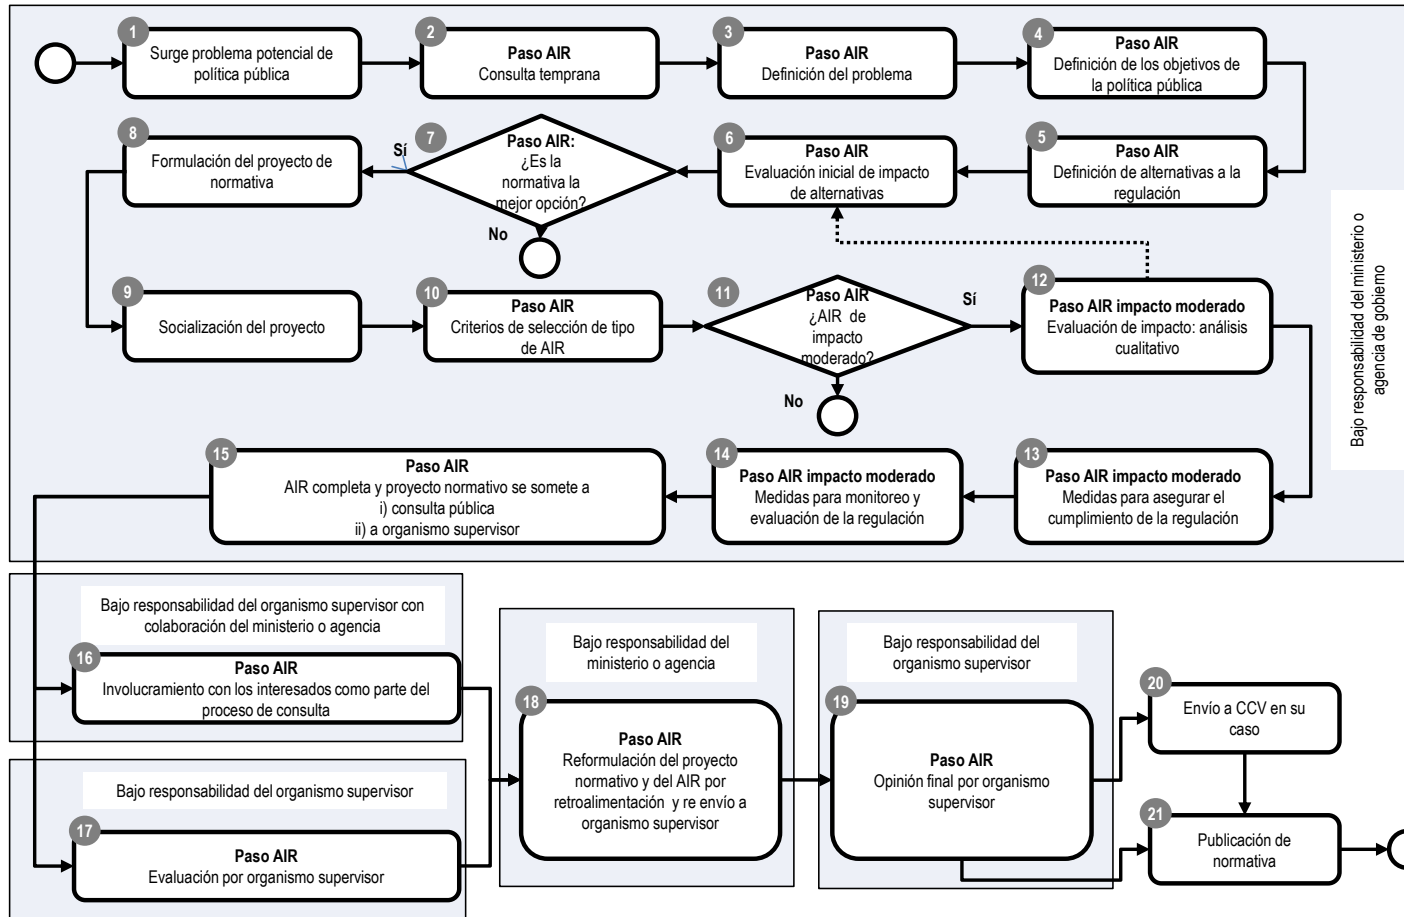 1
Surge problema potencial de
política pública
2
Paso AIR
Consulta temprana
3
Paso AIR
Definición del problema
4
Paso AIR
Definición de los objetivos de
la política pública
5
Paso AIR
Definición de alternativas a la
regulación
6
Paso AIR
Evaluación inicial de impacto
de alternativas
7
Paso AIR:
¿Es la
normativa la
mejor opción?
Sí
No
8
Formulación del proyecto de
normativa
9
Socialización del proyecto
10
Paso AIR
Criterios de selección de tipo
de AIR
11
Paso AIR
¿AIR de
impacto
moderado?
Sí
No
12
Paso AIR impacto moderado
Evaluación de impacto: análisis
cualitativo
Bajo responsabilidad del ministerio o
agencia de gobierno
13
Paso AIR impacto moderado
Medidas para asegurar el
cumplimiento de la regulación
14
Paso AIR impacto moderado
Medidas para monitoreo y
evaluación de la regulación
15
Paso AIR
AIR completa y proyecto normativo se somete a
i) consulta pública
ii) a organismo supervisor
Bajo responsabilidad del organismo supervisor con
colaboración del ministerio o agencia
16
Paso AIR
Involucramiento con los interesados como parte del
proceso de consulta
Bajo responsabilidad del organismo supervisor
17
Paso AIR
Evaluación por organismo supervisor
Bajo responsabilidad del
ministerio o agencia
18
Paso AIR
Reformulación del proyecto
normativo y del AIR por
retroalimentación y re envío a
organismo supervisor
Bajo responsabilidad del
organismo supervisor
19
Paso AIR
Opinión final por organismo
supervisor
20
Envío a CCV en su
caso
21
Publicación de
normativa